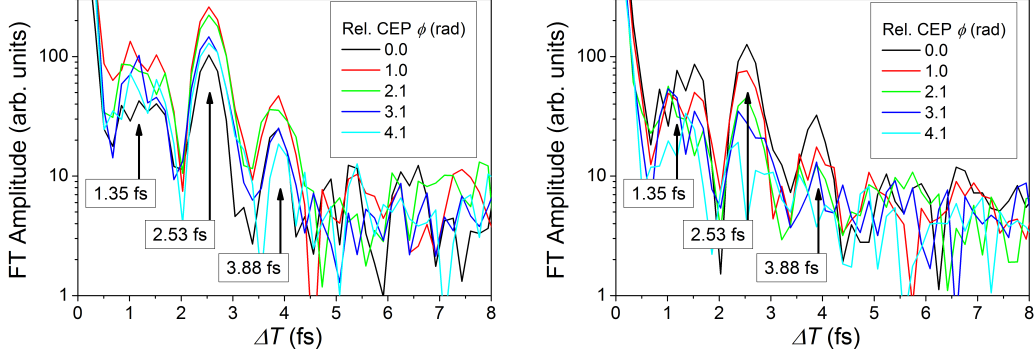 FT Amplitude (arb. units)
100
10
1
0 1 2 3 4 5 6 7 8
ΔT (fs)
Rel. CEP ϕ (rad)
0.0
1.0
2.1
3.1
4.1
1.35 fs
2.53 fs
3.88 fs
FT Amplitude (arb. units)
100
10
1
0 1 2 3 4 5 6 7 8
ΔT (fs)
Rel. CEP ϕ (rad)
0.0
1.0
2.1
3.1
4.1
1.35 fs
2.53 fs
3.88 fs